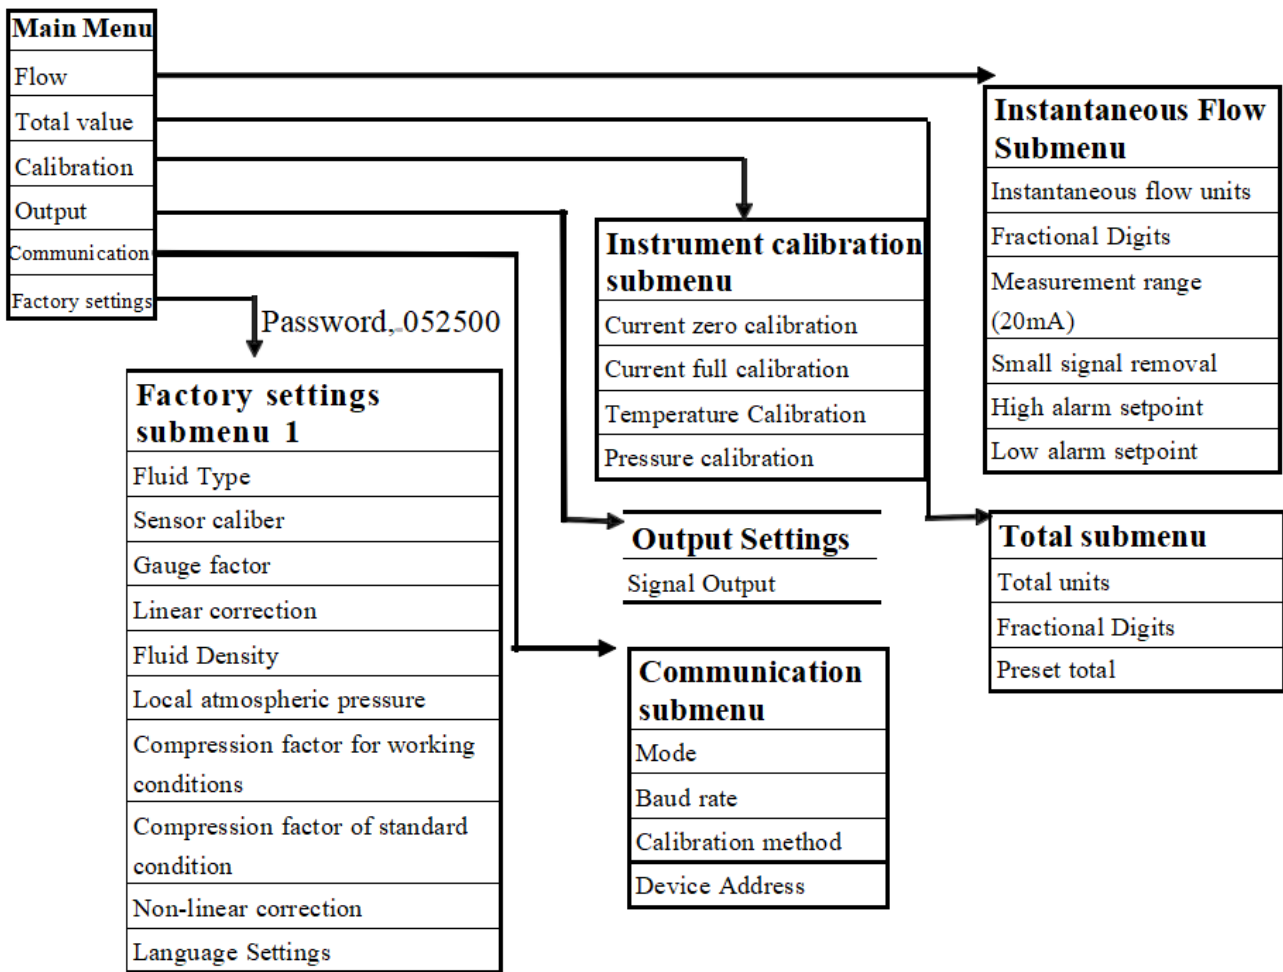 Main Menu
Flow
Total value
Calibration
Output
Communication
Factory settings
Password, 052500
Instantaneous Flow
Submenu
Instantaneous flow units
Fractional Digits
Measurement range
(20mA)
Small signal removal
High alarm setpoint
Low alarm setpoint
Instrument calibration
submenu
Current zero calibration
Current full calibration
Temperature Calibration
Pressure calibration
Factory settings
submenu 1
Fluid Type
Sensor caliber
Gauge factor
Linear correction
Fluid Density
Local atmospheric pressure
Compression factor for working
conditions
Compression factor of standard
condition
Non-linear correction
Language Settings
Output Settings
Signal Output
Total submenu
Total units
Fractional Digits
Preset total
Communication
submenu
Mode
Baud rate
Calibration method
Device Address